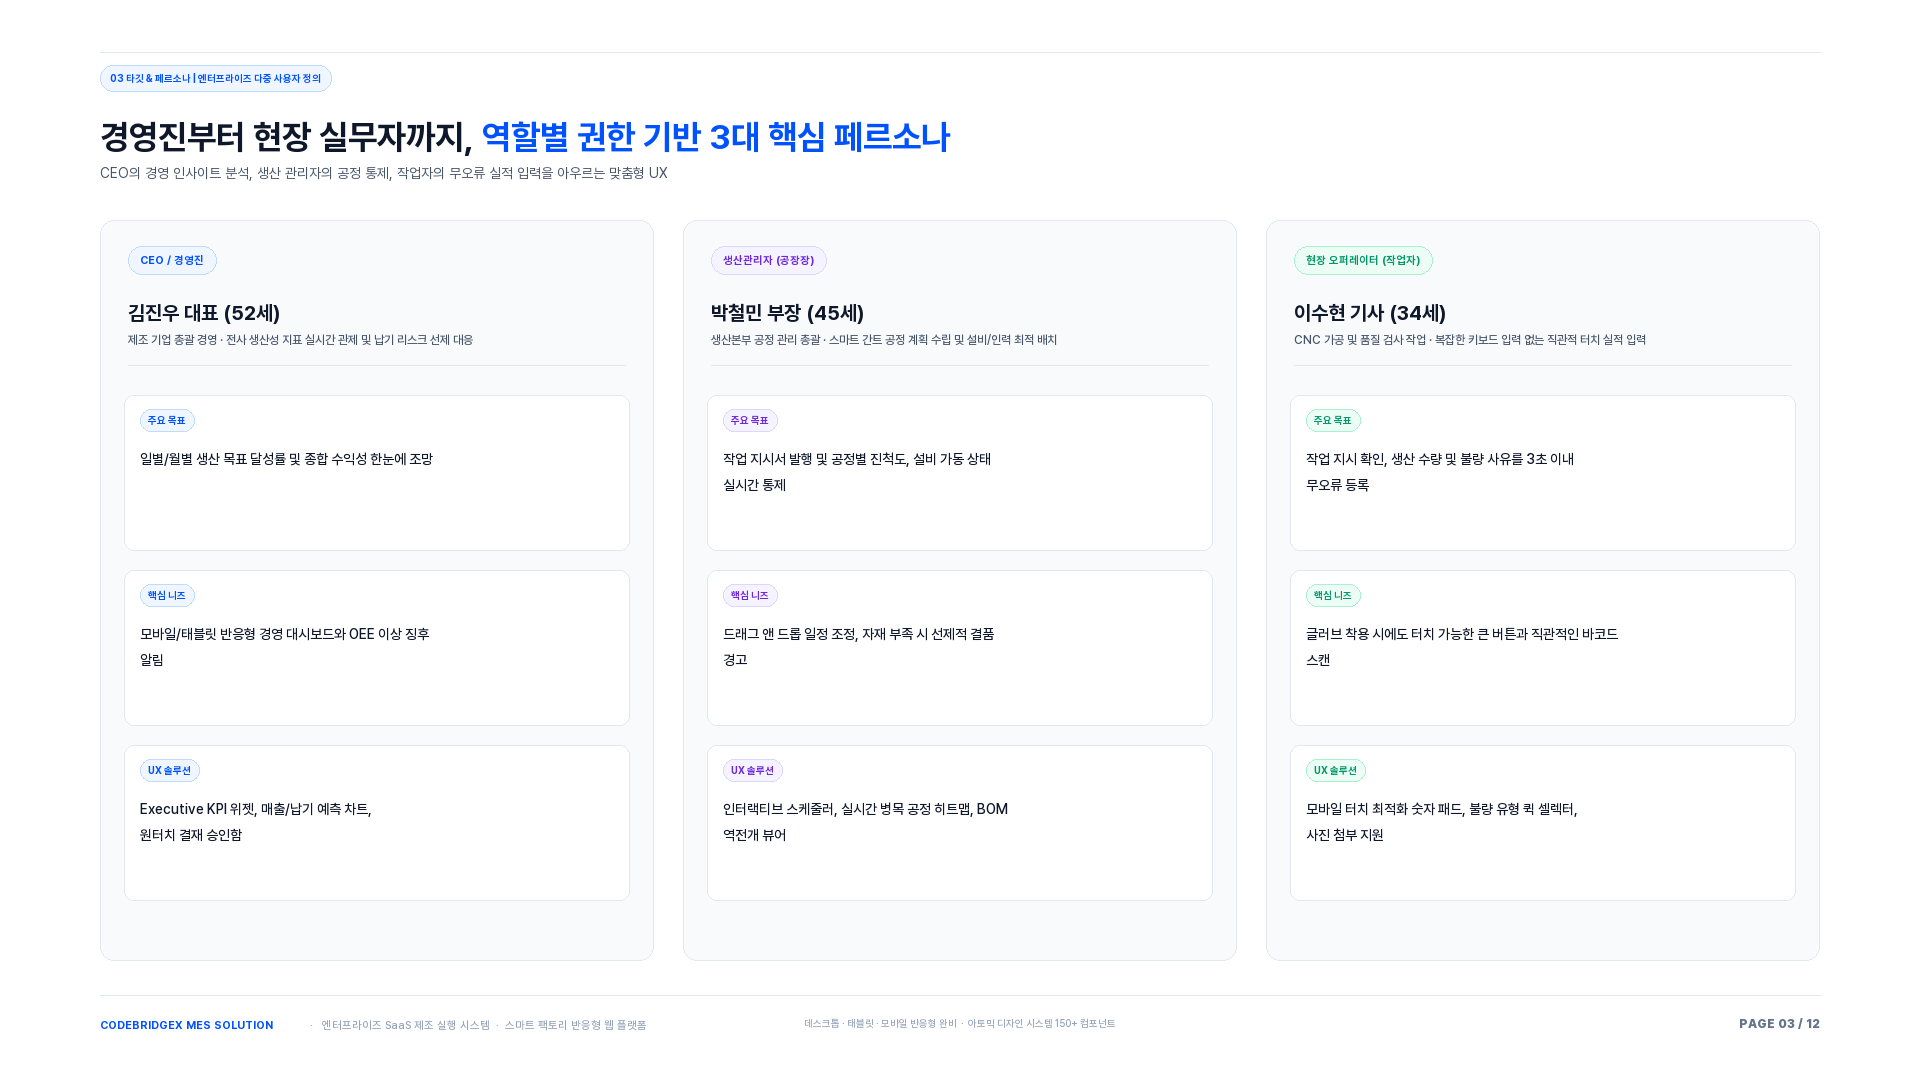 03 타깃 & 페르소나 | 엔터프라이즈 다중 사용자 정의
경영진부터 현장 실무자까지, 역할별 권한 기반 3대 핵심 페르소나
CEO의 경영 인사이트 분석, 생산 관리자의 공정 통제, 작업자의 무오류 실적 입력을 아우르는 맞춤형 UX
CEO / 경영진
김진우 대표 (52세)
제조 기업 총괄 경영 · 전사 생산성 지표 실시간 관제 및 납기 리스크 선제 대응
주요 목표
일별/월별 생산 목표 달성률 및 종합 수익성 한눈에 조망
핵심 니즈
모바일/태블릿 반응형 경영 대시보드와 OEE 이상 징후
알림
UX 솔루션
Executive KPI 위젯, 매출/납기 예측 차트,
원터치 결재 승인함
생산관리자 (공장장)
박철민 부장 (45세)
생산본부 공정 관리 총괄 · 스마트 간트 공정 계획 수립 및 설비/인력 최적 배치
주요 목표
작업 지시서 발행 및 공정별 진척도, 설비 가동 상태
실시간 통제
핵심 니즈
드래그 앤 드롭 일정 조정, 자재 부족 시 선제적 결품
경고
UX 솔루션
인터랙티브 스케줄러, 실시간 병목 공정 히트맵, BOM
역전개 뷰어
현장 오퍼레이터 (작업자)
이수현 기사 (34세)
CNC 가공 및 품질 검사 작업 · 복잡한 키보드 입력 없는 직관적 터치 실적 입력
주요 목표
작업 지시 확인, 생산 수량 및 불량 사유를 3초 이내
무오류 등록
핵심 니즈
글러브 착용 시에도 터치 가능한 큰 버튼과 직관적인 바코드
스캔
UX 솔루션
모바일 터치 최적화 숫자 패드, 불량 유형 퀵 셀렉터,
사진 첨부 지원
CODEBRIDGEX MES SOLUTION · 엔터프라이즈 SaaS 제조 실행 시스템 · 스마트 팩토리 반응형 웹 플랫폼
데스크톱 · 태블릿 · 모바일 반응형 완비 · 아토믹 디자인 시스템 150+ 컴포넌트
PAGE 03 / 12